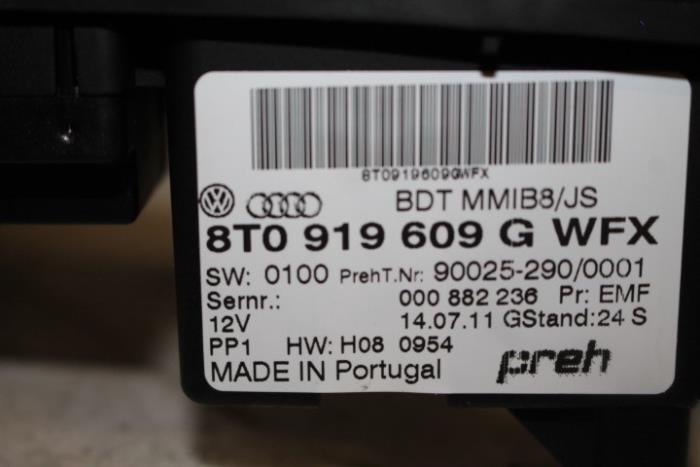 8T0919609GWFX
BDT MMIB8/JS
8T0 919 609 G WFX
SW: 0100 PrehT.Nr: 90025-290/0001
Sernr.: 000 882 236 Pr: EMF
12V 14.07.11 GStand:24 S
PP1 HW: H08 0954
MADE IN Portugal preh